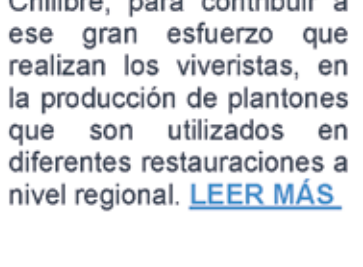 Chilibre, para contribuir a
ese gran esfuerzo que
realizan los viveristas, en
la producción de plantones
que son utilizados en
diferentes restauraciones a
nivel regional. LEER MÁS